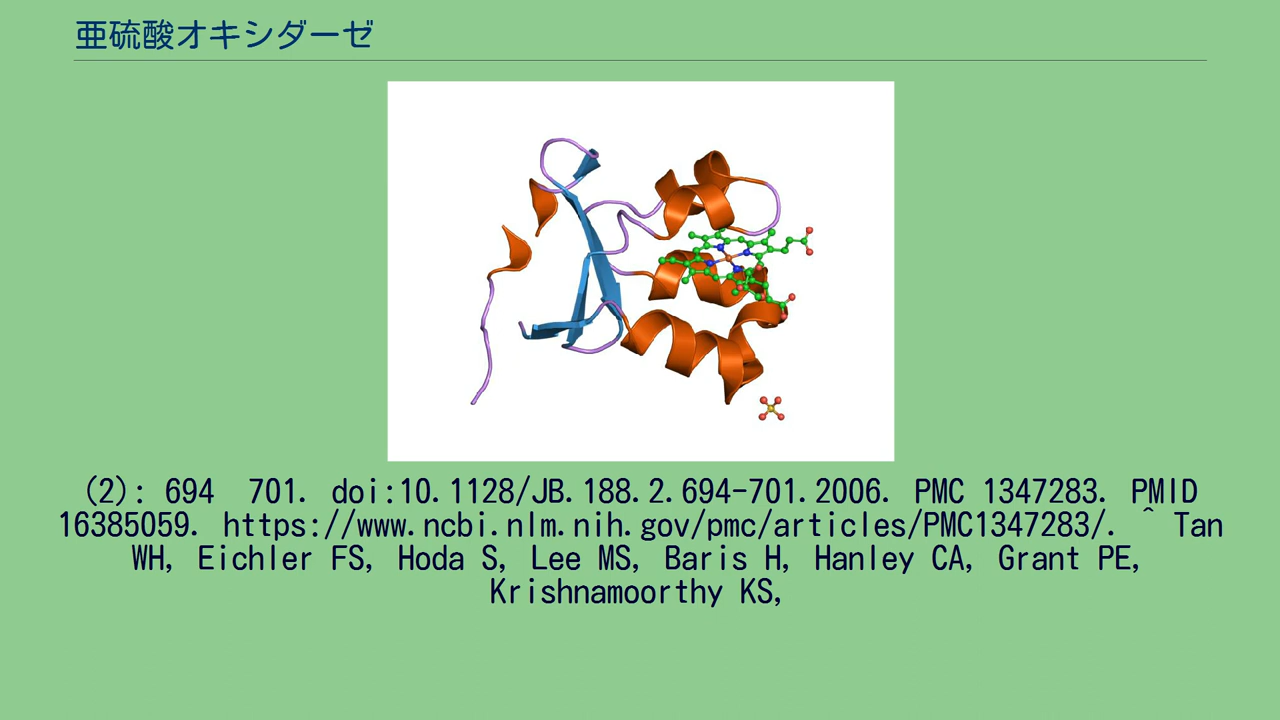 亜硫酸オキシダーゼ
(2): 694  701. doi:10.1128/JB.188.2.694-701.2006. PMC 1347283. PMID
16385059. https://www.ncbi.nlm.nih.gov/pmc/articles/PMC1347283/. ^ Tan
WH, Eichler FS, Hoda S, Lee MS, Baris H, Hanley CA, Grant PE,
Krishnamoorthy KS,